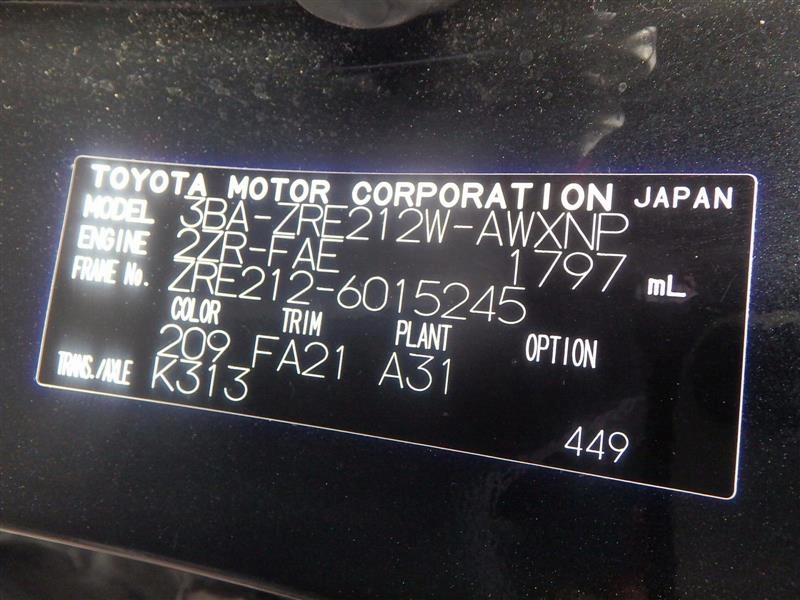 TOYOTA MOTOR CORPORATION JAPAN
MODEL 3BA-ZRE212W-AWXNP
ENGINE 2ZR-FAE 1797 mL
FRAME No. ZRE212-6015245
COLOR TRIM PLANT OPTION
209 FA21 A31
TRANS./AXLE K313
449